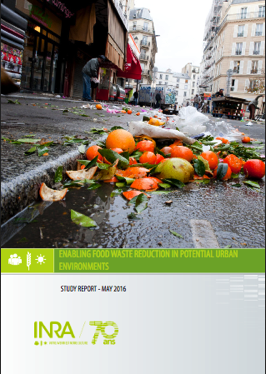 ENABLING FOOD WASTE REDUCTION IN POTENTIAL URBAN
ENVIRONMENTS
STUDY REPORT - MAY 2016
INRA / 70
ans